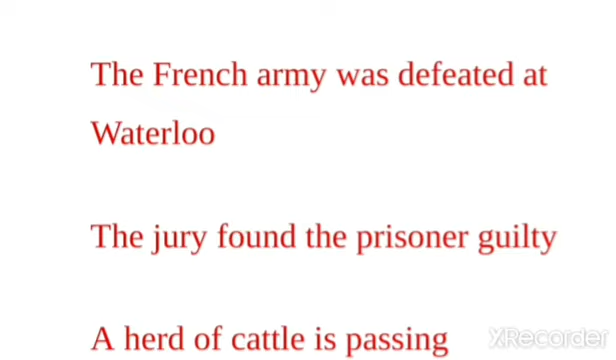 The French army was defeated at
Waterloo
The jury found the prisoner guilty
A herd of cattle is passing
XRecorder